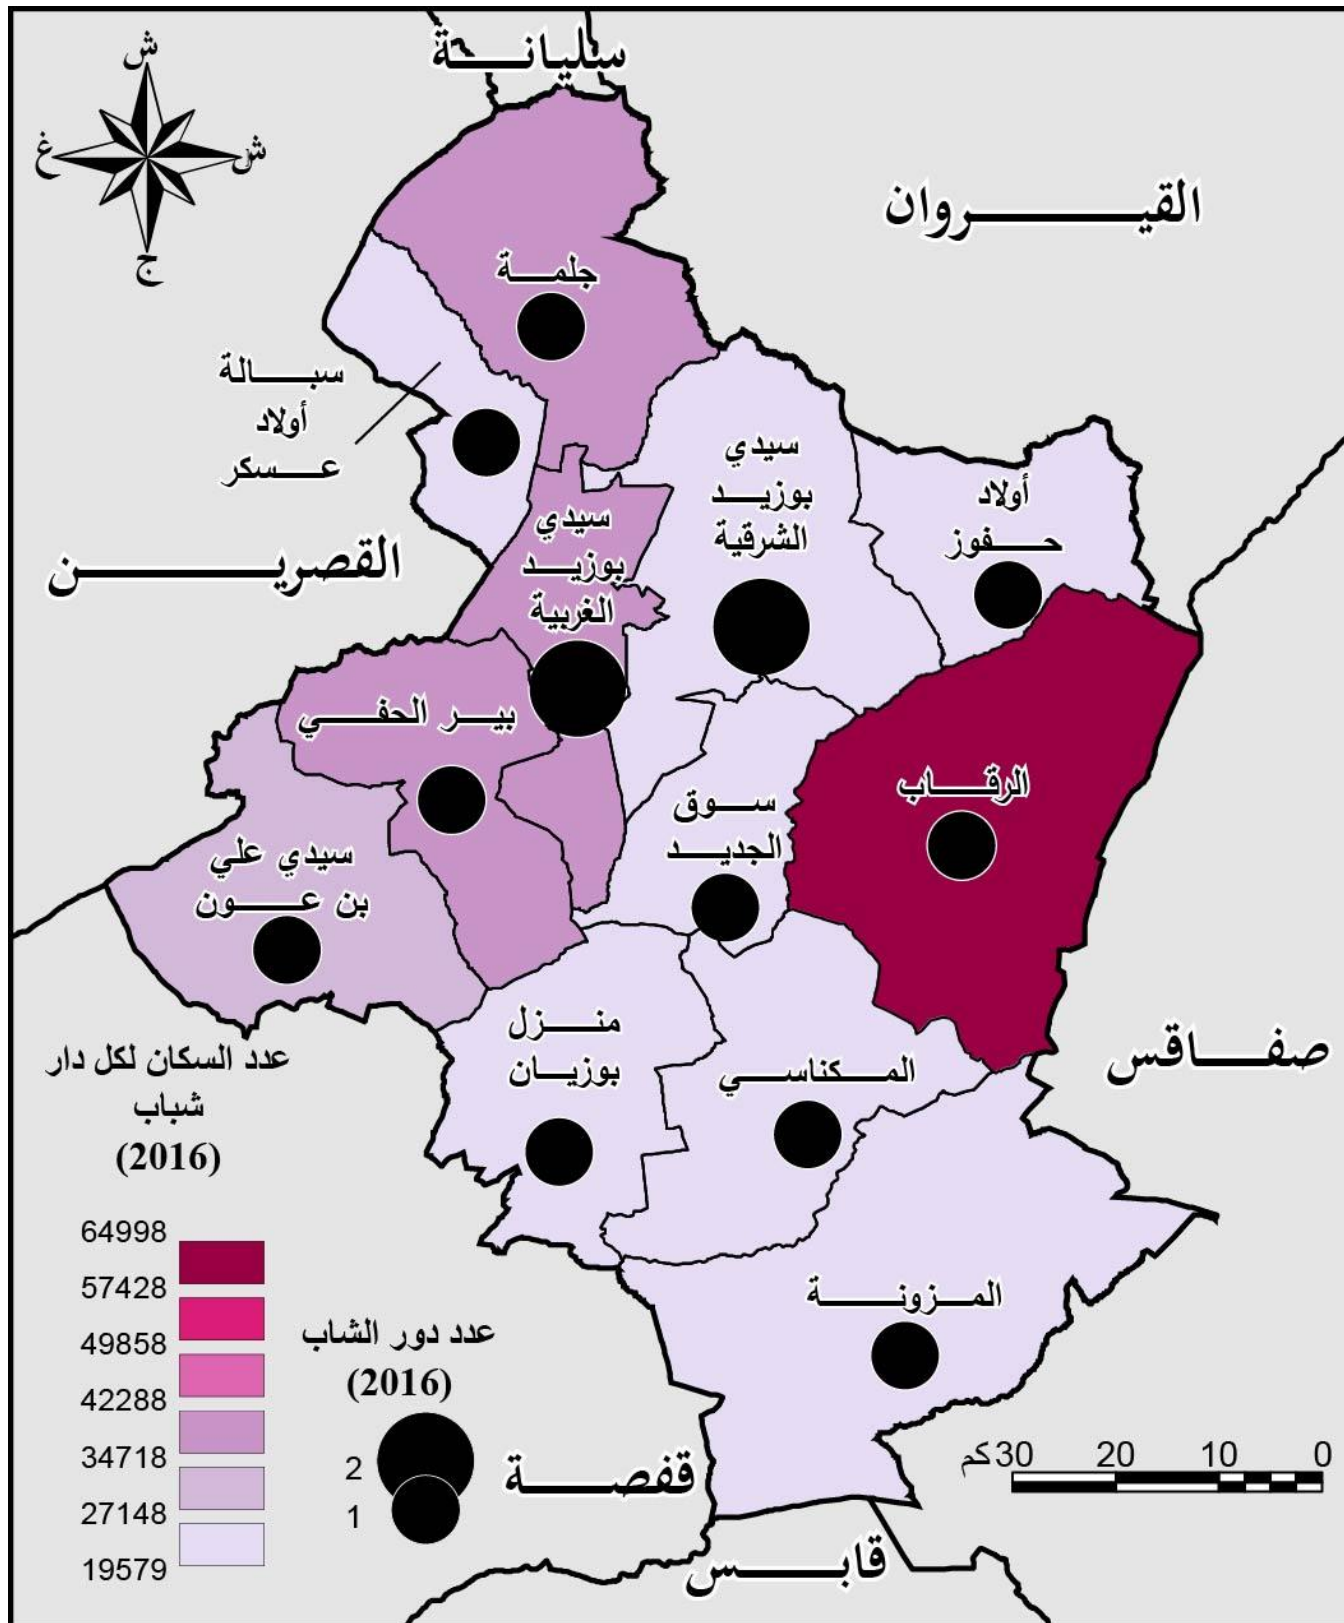 ش
غ
ش
ج
سليانة
القيروان
جلمة
سبالة
أولاد
عسكر
سيدي
بوزيد
الشرقية
أولاد
حفوز
القصرين
سيدي
بوزيد
الغربية
بير الحفي
الرقاب
سوق
الجديد
سيدي علي
بن عون
منزل
بوزيان
المكناسي
صفاقس
المزونة
قفصة
قابس
عدد السكان لكل دار
شباب
(2016)
64998
57428
49858
42288
34718
27148
19579
عدد دور الشاب
(2016)
2
1
0 10 20 30 كم